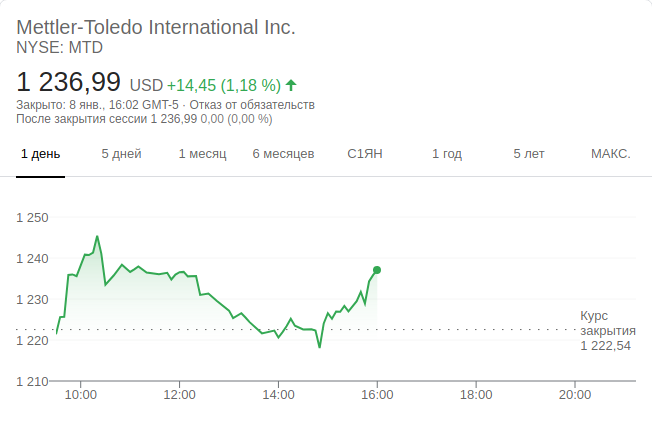 Mettler-Toledo International Inc.
NYSE: MTD
1 236,99 USD +14,45 (1,18 %)
Закрыто: 8 янв., 16:02 GMT-5 · Отказ от обязательств
После закрытия сессии 1 236,99 0,00 (0,00 %)
1 день 5 дней 1 месяц 6 месяцев С1ЯН 1 год 5 лет МАКС.
1 250
1 240
1 230
Курс
закрытия
1 222,54
1 220
1 210
10:00 12:00 14:00 16:00 18:00 20:00